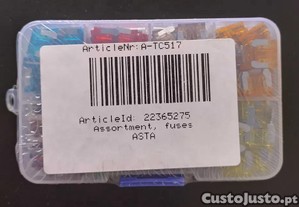 ArticleNr: A-TC517
ArticleId: 22365275
Assortment, fuses
ASTA
CustoJusto.pt